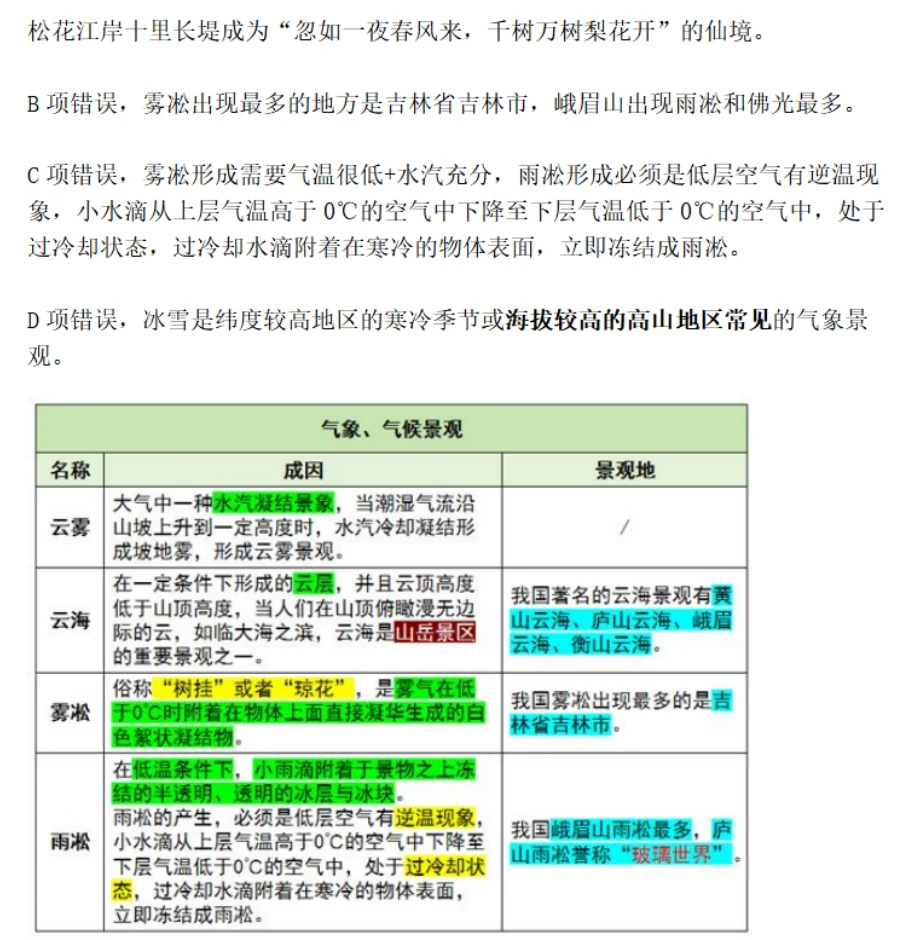 松花江岸十里长堤成为“忽如一夜春风来，千树万树梨花开”的仙境。
B 项错误，雾凇出现最多的地方是吉林省吉林市，峨眉山出现雨凇和佛光最多。
C 项错误，雾凇形成需要气温很低+水汽充分，雨凇形成必须是低层空气有逆温现
象，小水滴从上层气温高于 0℃的空气中下降至下层气温低于 0℃的空气中，处于
过冷却状态，过冷却水滴附着在寒冷的物体表面，立即冻结成雨凇。
D 项错误，冰雪是纬度较高地区的寒冷季节或海拔较高的高山地区常见的气象景
观。
气象、气候景观
名称
成因
景观地
云雾
大气中一种水汽凝结景象，当潮湿气流沿
山坡上升到一定高度时，水汽冷却凝结形
成坡地雾，形成云雾景观。
/
云海
在一定条件下形成的云层，并且云顶高度
低于山顶高度，当人们在山顶俯瞰漫无边
际的云，如临大海之滨，云海是山岳景区
的重要景观之一。
我国著名的云海景观有黄
山云海、庐山云海、峨眉
云海、衡山云海。
雾凇
俗称“树挂”或者“琼花”，是雾气在低
于0℃时附着在物体上面直接凝华生成的白
色絮状凝结物。
我国雾凇出现最多的是吉
林省吉林市。
雨凇
在低温条件下，小雨滴附着于景物之上冻
结的半透明、透明的冰层与冰块。
雨凇的产生，必须是低层空气有逆温现象，
小水滴从上层气温高于0℃的空气中下降至
下层气温低于0℃的空气中，处于过冷却状
态，过冷却水滴附着在寒冷的物体表面，
立即冻结成雨凇。
我国峨眉山雨凇最多，庐
山雨凇誉称“玻璃世界”。